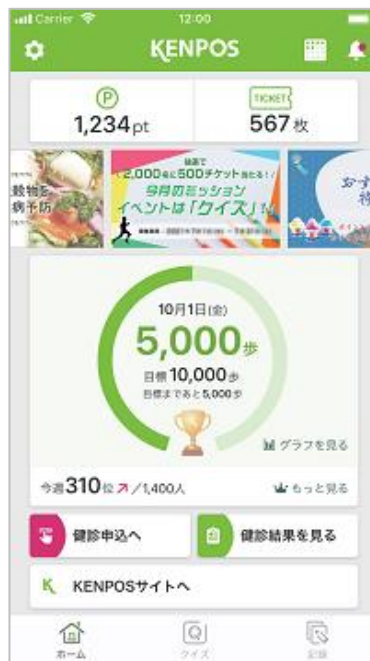 Carrier
12:00
KENPOS
P
1,234pt
TICKET
567枚
穀物を
病予防
抽選で
2,000名に500チケット当たる!
9月のミッション
イベントは「クイズ」!
おす
10月1日(金)
5,000歩
目標10,000歩
目標まであと5,000歩
グラフを見る
今週310位/1,400人
もっと見る
健診申込へ
健診結果を見る
K KENPOSサイトへ
ホーム
クイズ
記録